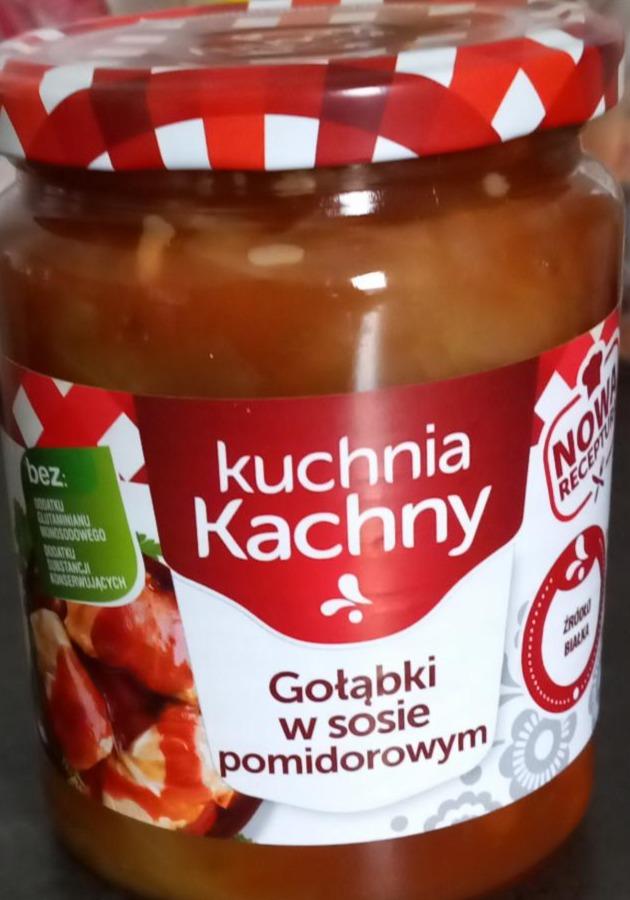 kuchnia
Kachny
Gołąbki
w sosie
pomidorowym
bez:
DODATKU
GLUTAMINIANU
MONOSODOWEGO
DODATKU
SUBSTANCJI
KONSERWUJĄCYCH
NOWA
RECEPTURA
ŹRÓDŁO
BIAŁKA